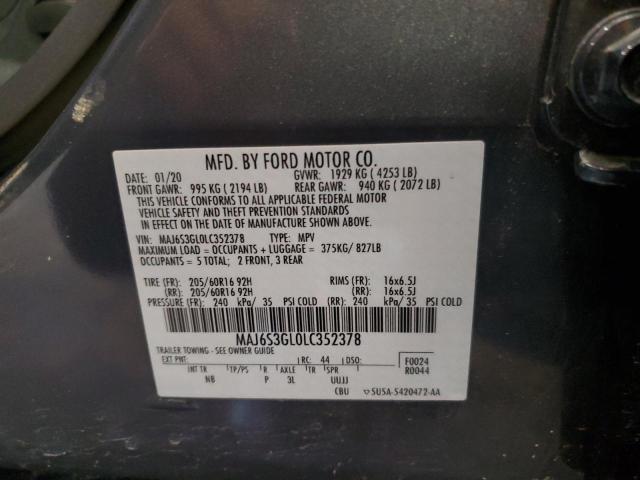 MFD. BY FORD MOTOR CO.
DATE: 01/20 GVWR: 1929 KG ( 4253 LB)
FRONT GAWR: 995 KG ( 2194 LB) REAR GAWR: 940 KG ( 2072 LB)
THIS VEHICLE CONFORMS TO ALL APPLICABLE FEDERAL MOTOR
VEHICLE SAFETY AND THEFT PREVENTION STANDARDS
IN EFFECT ON THE DATE OF MANUFACTURE SHOWN ABOVE.
VIN: MAJ6S3GL0LC352378 TYPE: MPV
MAXIMUM LOAD = OCCUPANTS + LUGGAGE = 375KG/ 827LB
OCCUPANTS = 5 TOTAL; 2 FRONT, 3 REAR
TIRE (FR): 205/60R16 92H RIMS (FR): 16x6.5J
(RR): 205/60R16 92H (RR): 16x6.5J
PRESSURE (FR): 240 kPa/ 35 PSI COLD (RR): 240 kPa/ 35 PSI COLD
MAJ6S3GL0LC352378
TRAILER TOWING - SEE OWNER GUIDE
EXT PNT: RC: 44 DSO: F0024
R0044
INT TR TP/PS R AXLE TR SPR
NB P 3L UUJJ
CBU SU5A-5420472-AA